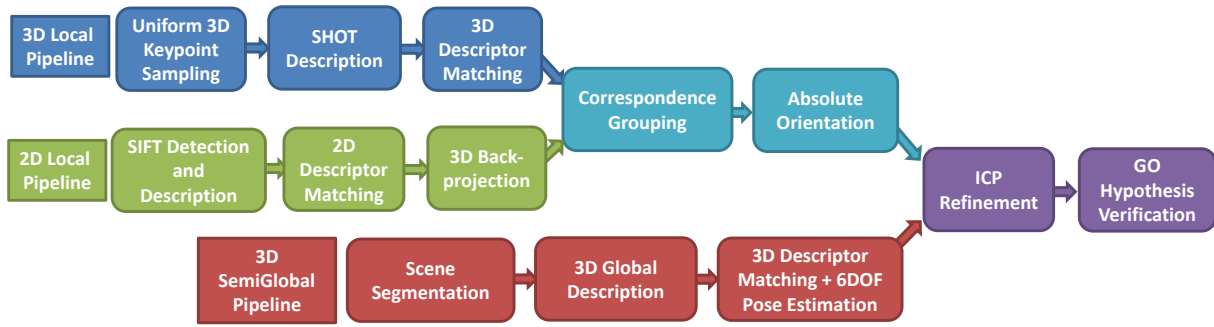 3D Local
Pipeline
Uniform 3D
Keypoint
Sampling
SHOT
Description
3D
Descriptor
Matching
Correspondence
Grouping
Absolute
Orientation
2D Local
Pipeline
SIFT Detection
and
Description
2D
Descriptor
Matching
3D Back-
projection
ICP
Refinement
GO
Hypothesis
Verification
3D
SemiGlobal
Pipeline
Scene
Segmentation
3D Global
Description
3D Descriptor
Matching + 6DOF
Pose Estimation